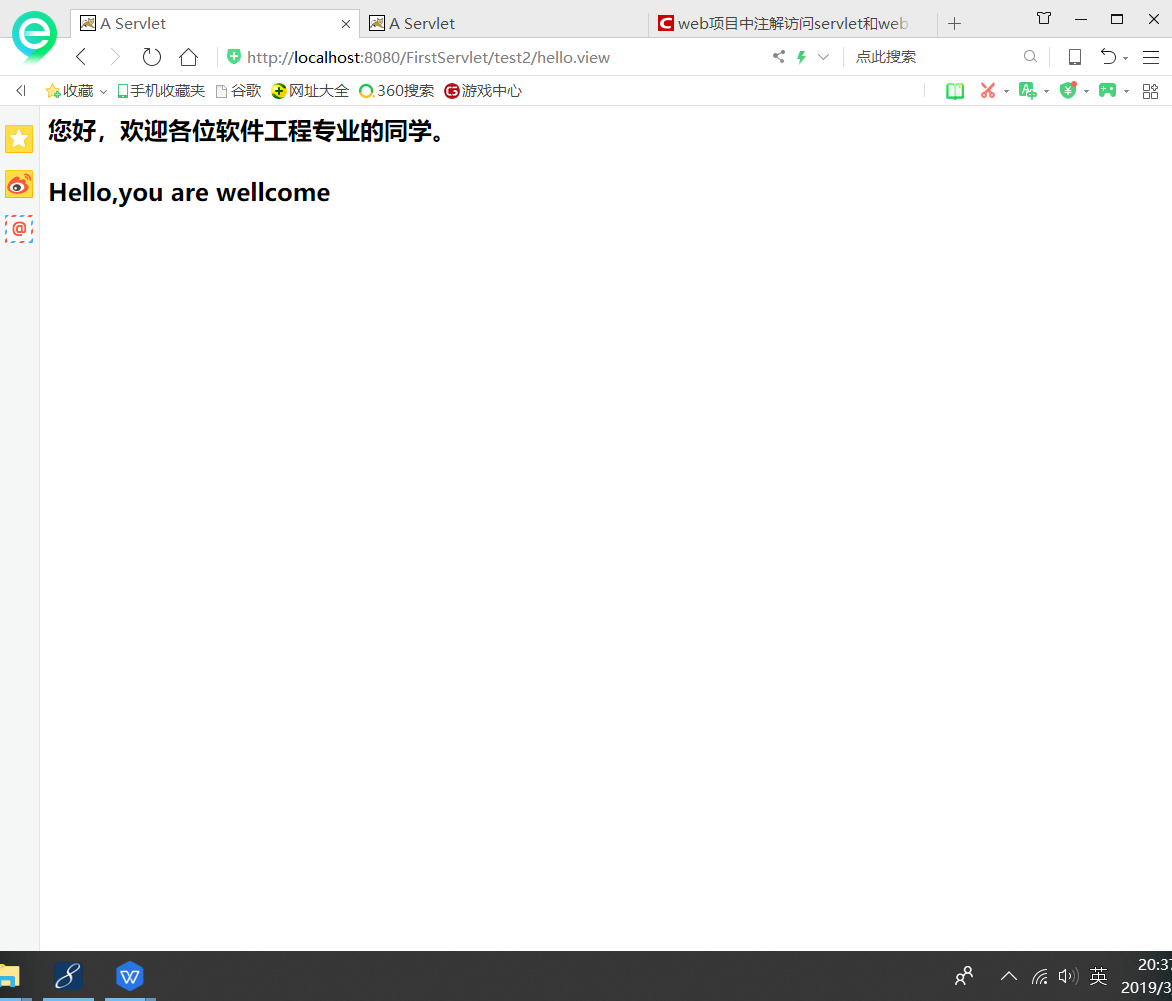 A Servlet
A Servlet
web项目中注解访问servlet和web
http://localhost:8080/FirstServlet/test2/hello.view
点此搜索
收藏 手机收藏夹 谷歌 网址大全 360搜索 游戏中心
您好，欢迎各位软件工程专业的同学。
Hello,you are wellcome
@
英
20:37
2019/3